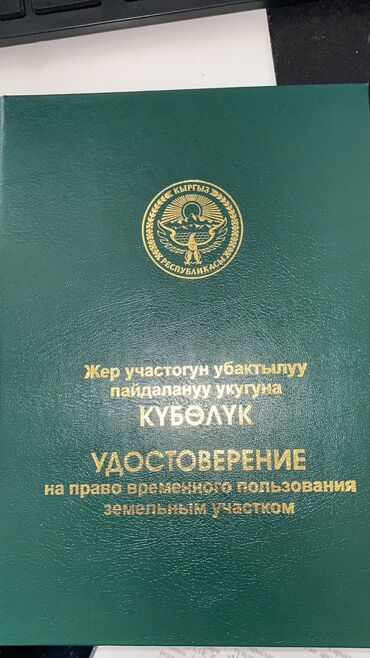 КЫРГЫЗ
РЕСПУБЛИКАСЫ
Жер участогун убактылуу
пайдалануу укугуна
КҮБӨЛҮК
УДОСТОВЕРЕНИЕ
на право временного пользования
земельным участком